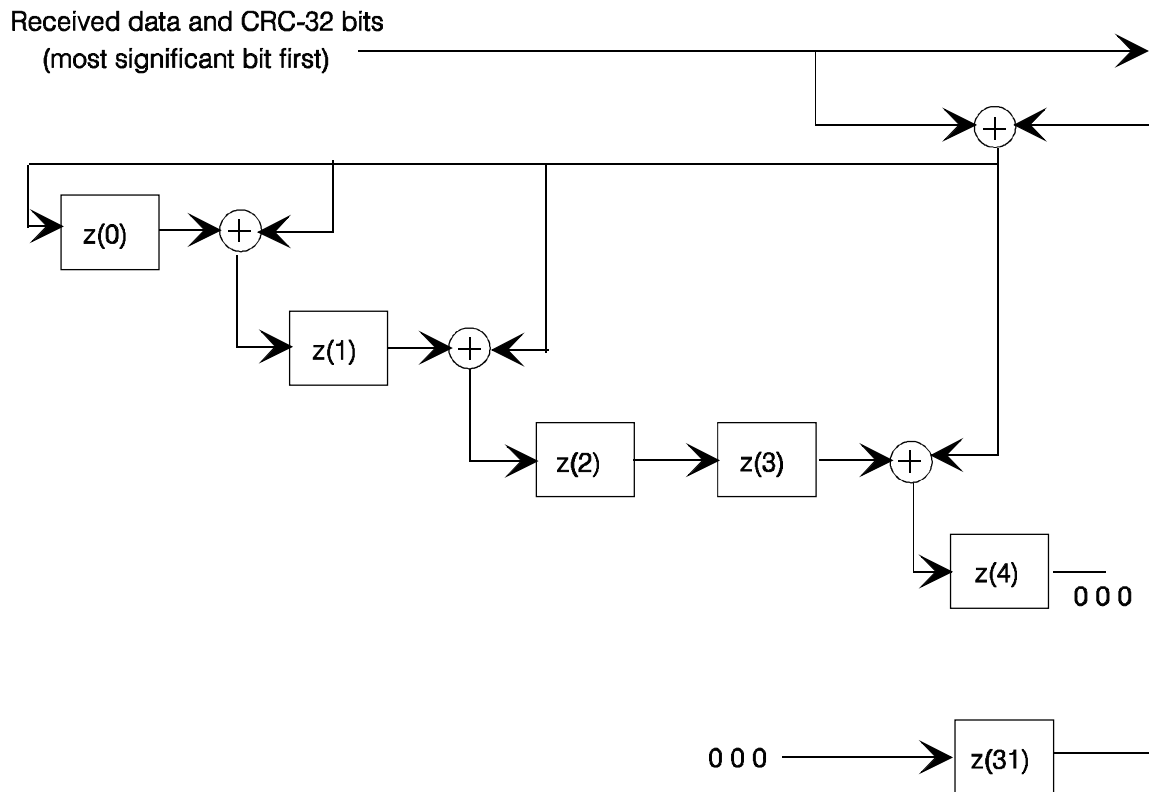 Received data and CRC-32 bits
(most significant bit first)
+
z(0)
+
z(1)
+
z(2)
z(3)
+
z(4)
0 0 0
0 0 0
z(31)